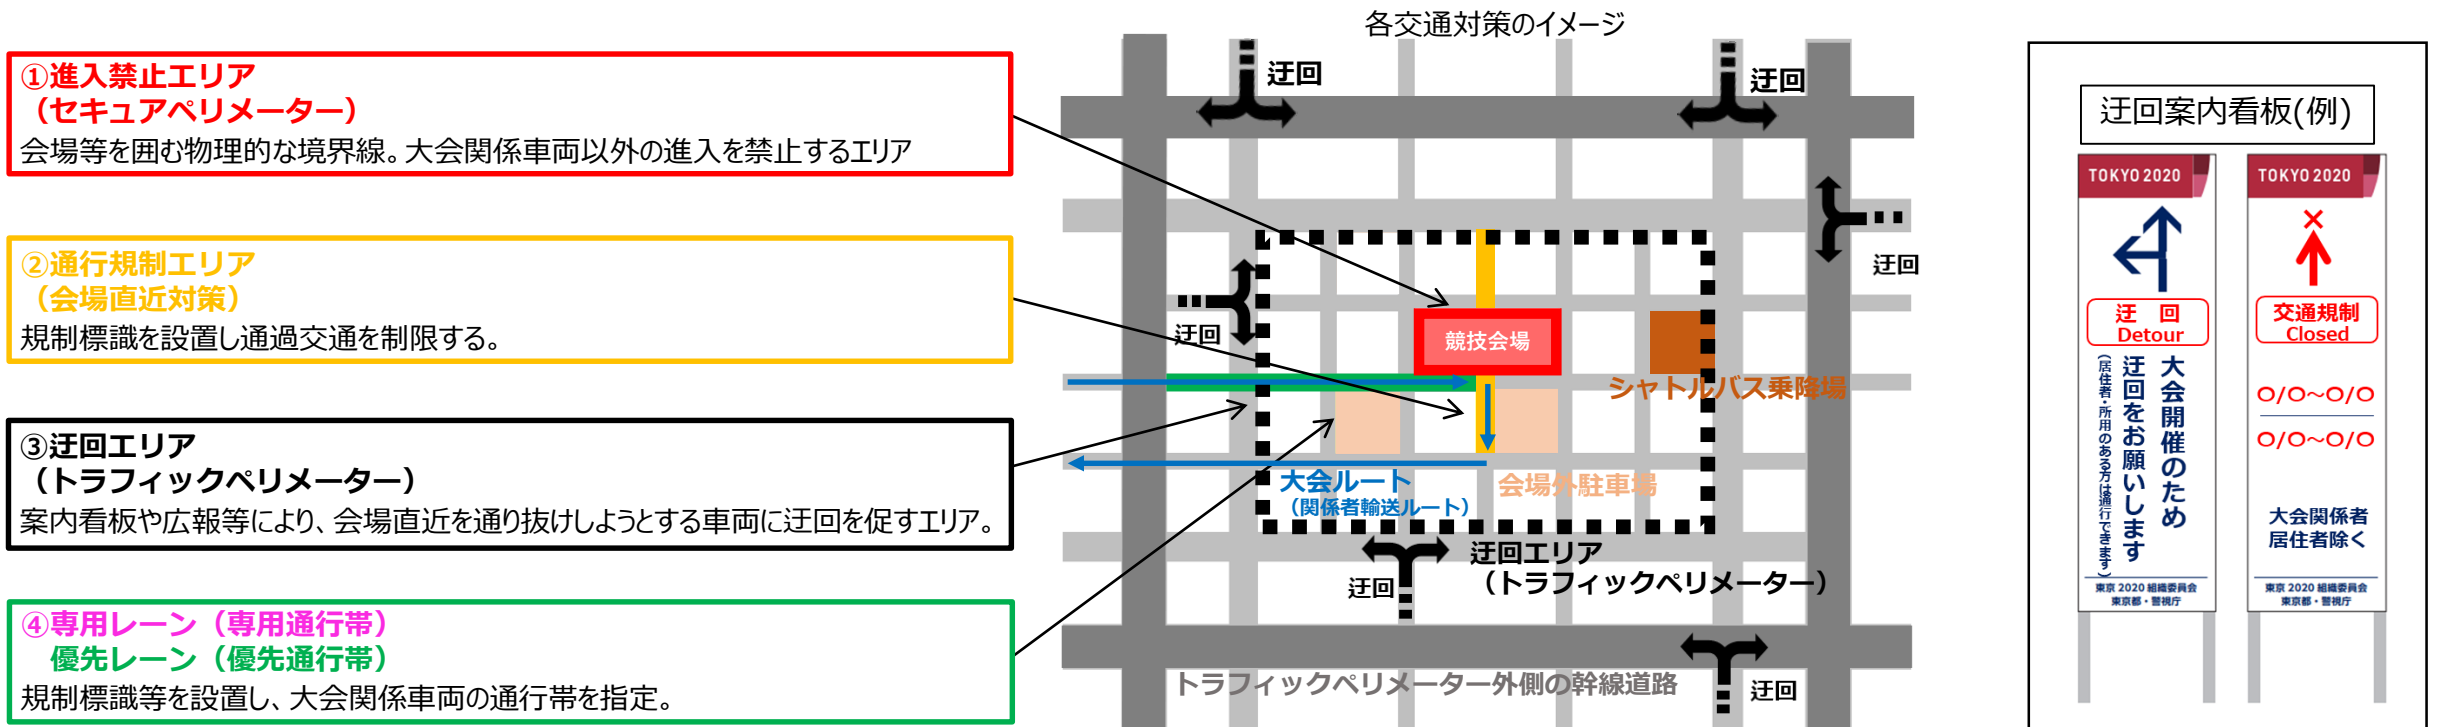 各交通対策のイメージ
①進入禁止エリア
（セキュアペリメーター）
会場等を囲む物理的な境界線。大会関係車両以外の進入を禁止するエリア
②通行規制エリア
（会場直近対策）
規制標識を設置し通過交通を制限する。
③迂回エリア
（トラフィックペリメーター）
案内看板や広報等により、会場直近を通り抜けしようとする車両に迂回を促すエリア。
④専用レーン（専用通行帯）
優先レーン（優先通行帯）
規制標識等を設置し、大会関係車両の通行帯を指定。
迂回
迂回
迂回
迂回
競技会場
シャトルバス乗降場
大会ルート
（関係者輸送ルート）
会場外駐車場
迂回エリア
（トラフィックペリメーター）
迂回
トラフィックペリメーター外側の幹線道路
迂回
迂回案内看板(例)
TOKYO 2020
迂 回
Detour
大会開催のため
迂回をお願いします
（居住者・所用のある方は通行できます）
東京 2020 組織委員会
東京都・警視庁
TOKYO 2020
×
交通規制
Closed
○/○~○/○
○/○~○/○
大会関係者
居住者除く
東京 2020 組織委員会
東京都・警視庁